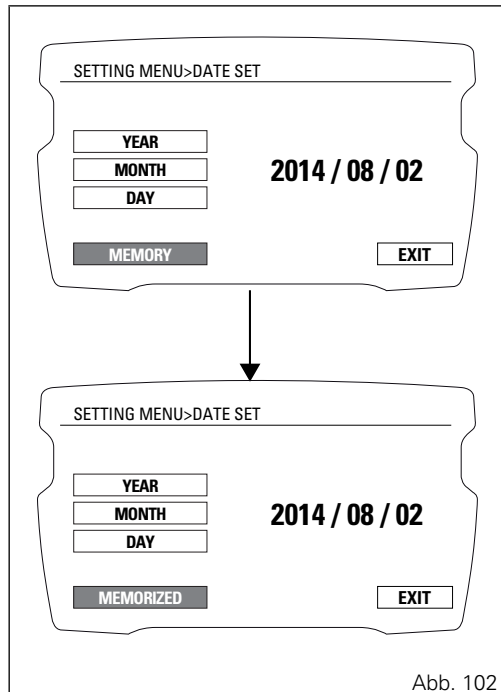 SETTING MENU>DATE SET
YEAR
MONTH
2014 / 08 / 02
DAY
MEMORY
EXIT
SETTING MENU>DATE SET
YEAR
MONTH
2014 / 08 / 02
DAY
MEMORIZED
EXIT
Abb. 102